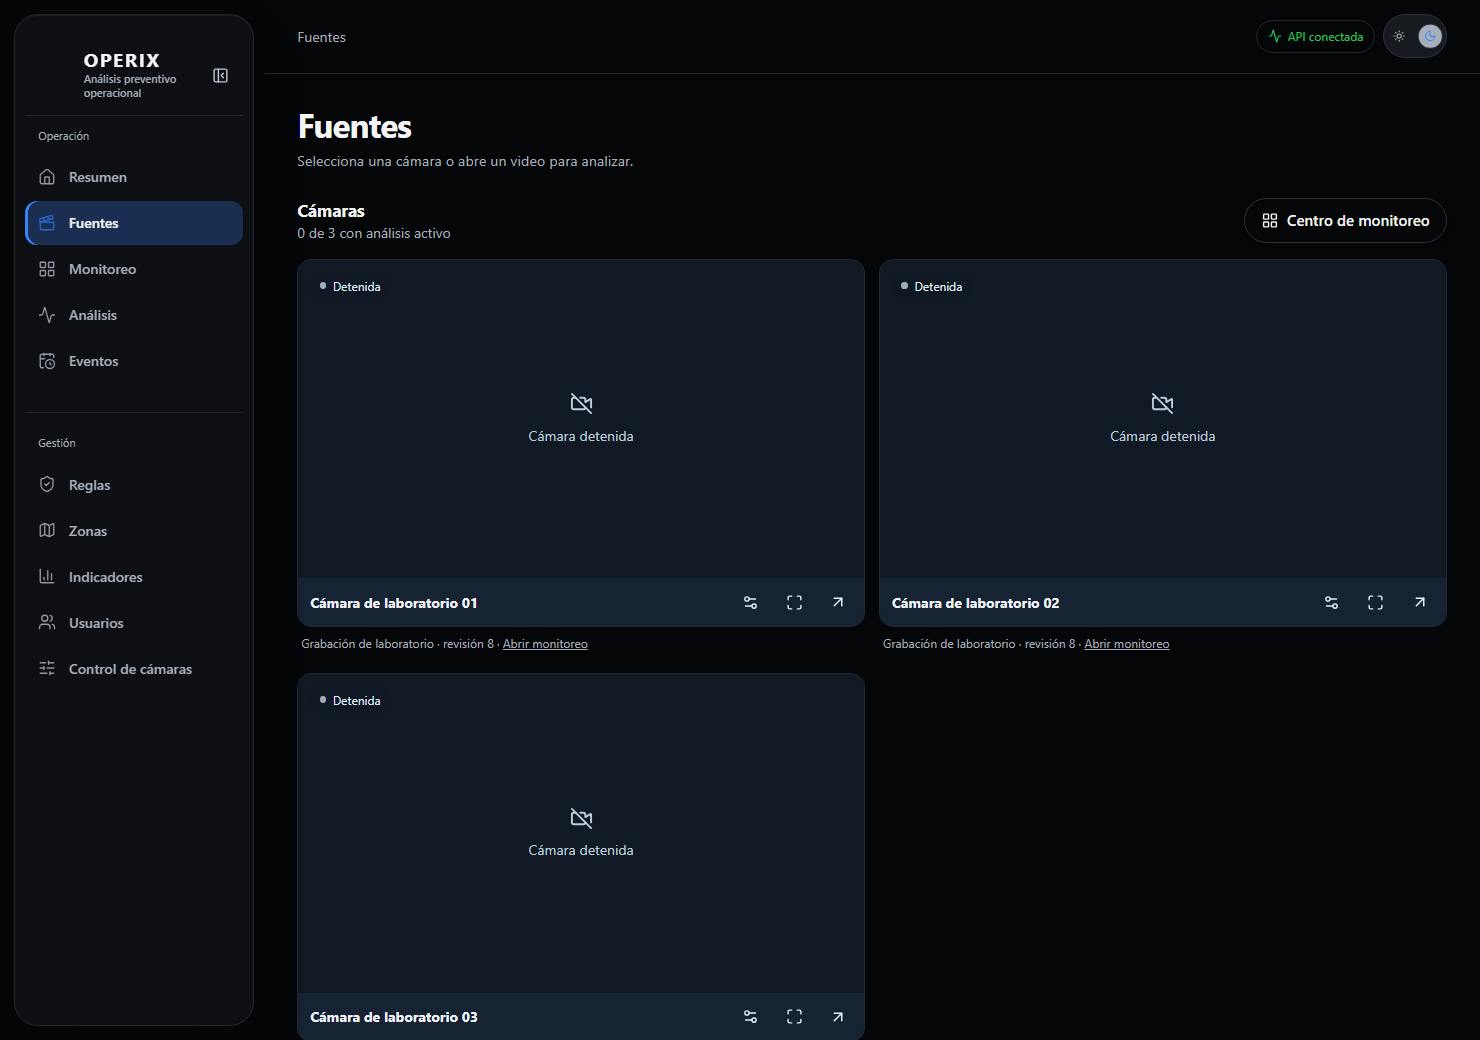 OPERIX
Análisis preventivo
operacional
Operación
Resumen
Fuentes
Monitoreo
Análisis
Eventos
Gestión
Reglas
Zonas
Indicadores
Usuarios
Control de cámaras
Fuentes
API conectada
Fuentes
Selecciona una cámara o abre un video para analizar.
Cámaras
0 de 3 con análisis activo
Centro de monitoreo
Detenida
Cámara detenida
Cámara de laboratorio 01
Grabación de laboratorio · revisión 8 · Abrir monitoreo
Detenida
Cámara detenida
Cámara de laboratorio 02
Grabación de laboratorio · revisión 8 · Abrir monitoreo
Detenida
Cámara detenida
Cámara de laboratorio 03